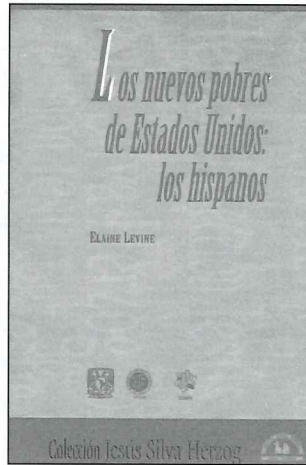 Los nuevos pobres
de Estados Unidos:
los hispanos
ELAINE LEVINE
Colección Jesús Silva Herzog